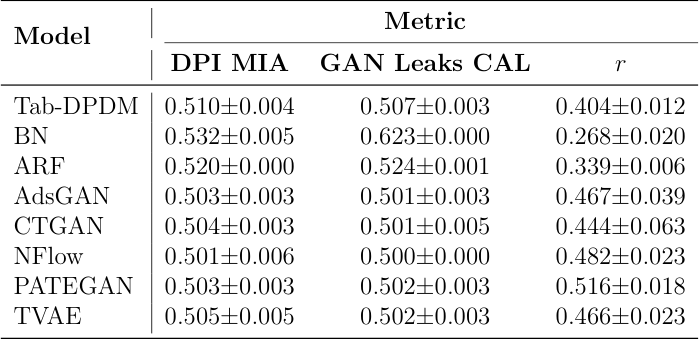 Model Metric
DPI MIA GAN Leaks CAL r
Tab-DPDM 0.510±0.004 0.507±0.003 0.404±0.012
BN 0.532±0.005 0.623±0.000 0.268±0.020
ARF 0.520±0.000 0.524±0.001 0.339±0.006
AdsGAN 0.503±0.003 0.501±0.003 0.467±0.039
CTGAN 0.504±0.003 0.501±0.005 0.444±0.063
NFlow 0.501±0.006 0.500±0.000 0.482±0.023
PATEGAN 0.503±0.003 0.502±0.003 0.516±0.018
TVAE 0.505±0.005 0.502±0.003 0.466±0.023